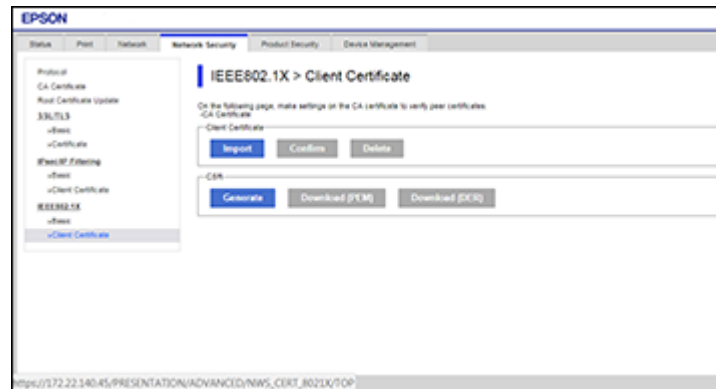 EPSON
Status Print Network Network Security Product Security Device Management
Protocol
CA Certificate
Root Certificate Update
SSL/TLS
»Basic
»Certificate
IPsec/IP Filtering
»Basic
»Client Certificate
IEEE802.1X
»Basic
»Client Certificate
IEEE802.1X > Client Certificate
On the following page, make settings on the CA certificate to verify peer certificates.
-CA Certificate
Client Certificate
Import Confirm Delete
CSR
Generate Download (PEM) Download (DER)
https://172.22.140.45/PRESENTATION/ADVANCED/NWS_CERT_8021X/TOP